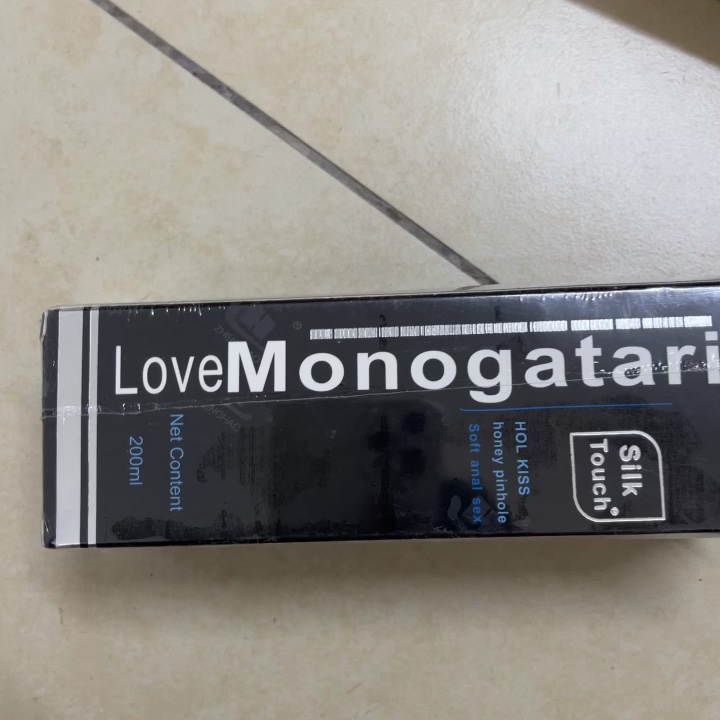 LoveMonogatari
Net Content
200ml
HOL KISS
honey pinhole
Soft anal sex
Silk
Touch